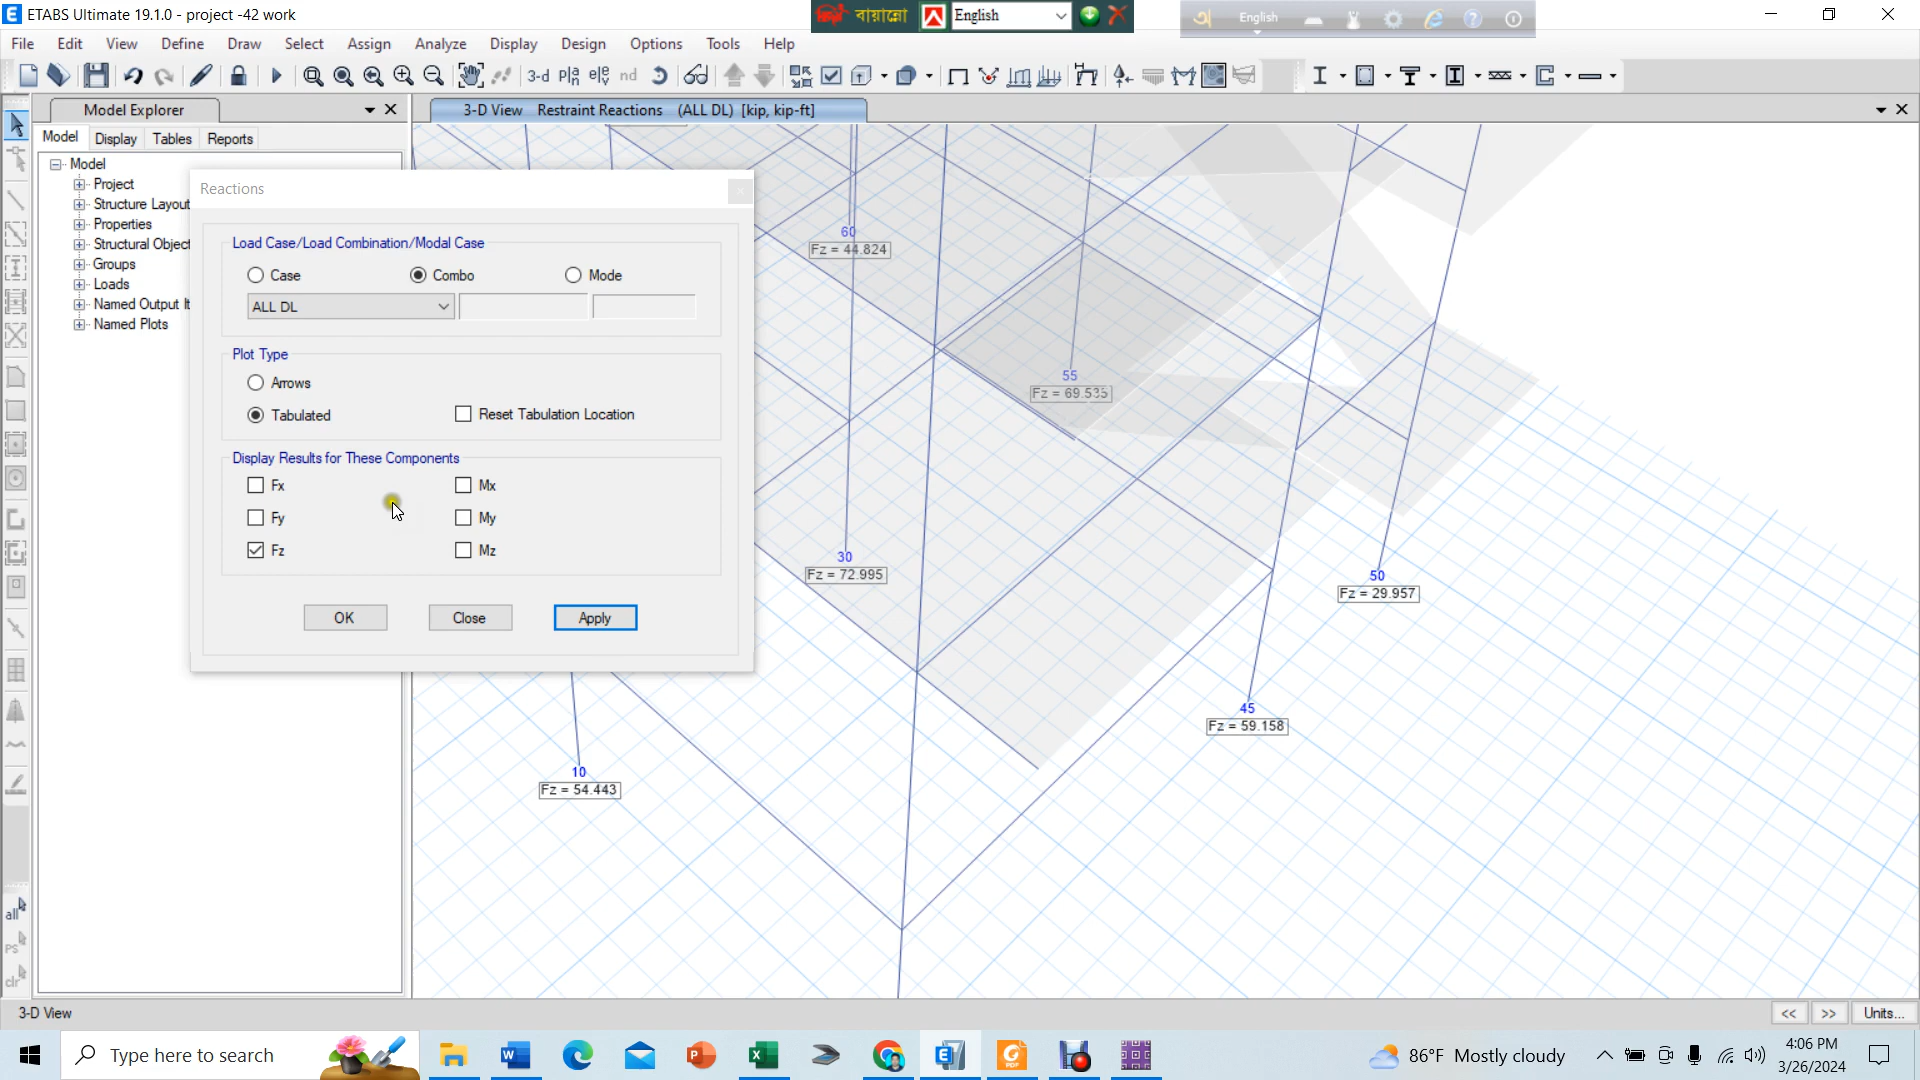 ETABS Ultimate 19.1.0 - project -42 work
বায়ান্নো
English
English
File Edit View Define Draw Select Assign Analyze Display Design Options Tools Help
3-d
nd
Model Explorer
3-D View Restraint Reactions (ALL DL) [kip, kip-ft]
Model Display Tables Reports
Model
Project
Structure Layout
Properties
Structural Object
Groups
Loads
Named Output It
Named Plots
Reactions
Load Case/Load Combination/Modal Case
Case Combo Mode
ALL DL
Plot Type
Arrows
Tabulated Reset Tabulation Location
Display Results for These Components
Fx Mx
Fy My
Fz Mz
OK Close Apply
60
Fz = 44.824
55
Fz = 69.535
30
Fz = 72.995
50
Fz = 29.957
45
Fz = 59.158
10
Fz = 54.443
all
PS
clr
3-D View
<< >> Units...
Type here to search
86°F Mostly cloudy
4:06 PM
3/26/2024